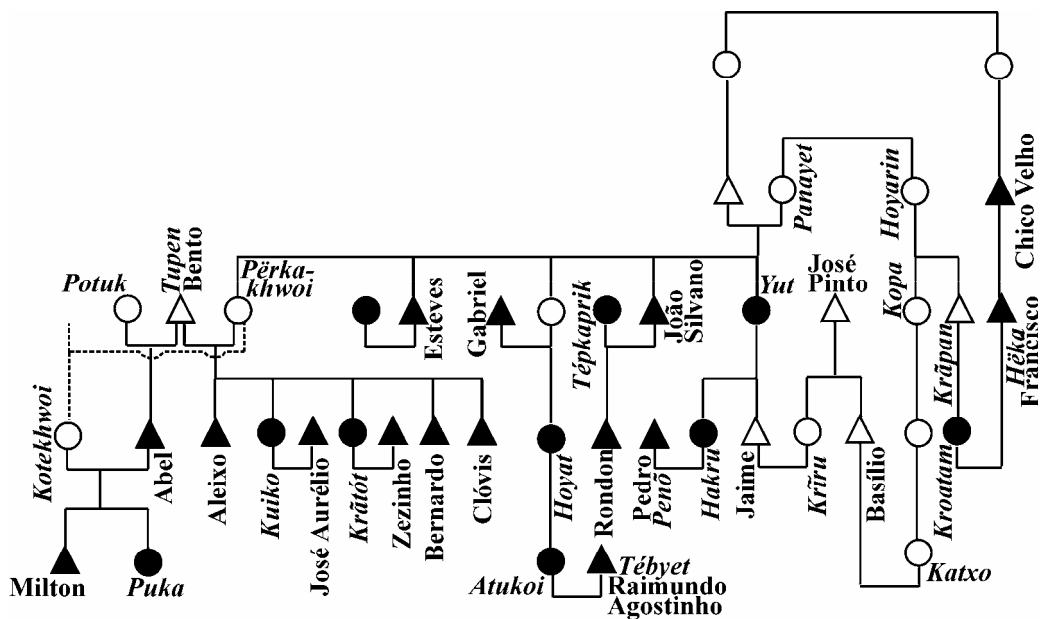 Panayet
Hoyarin
Chico Velho
Potuk
Tupen
Bento
Përka-
khwoi
Esteves
Gabriel
Tépkaprik
João
Silvano
Yut
José
Pinto
Kopa
Krãpan
Hëka
Francisco
Kotekhwoi
Abel
Aleixo
Kuiko
José Aurélio
Krãtót
Zezinho
Bernardo
Clóvis
Hoyat
Rondon
Pedro
Penõ
Hakru
Jaime
Krĩru
Basílio
Kroatam
Milton
Puka
Atukoi
Tébyet
Raimundo
Agostinho
Katxo